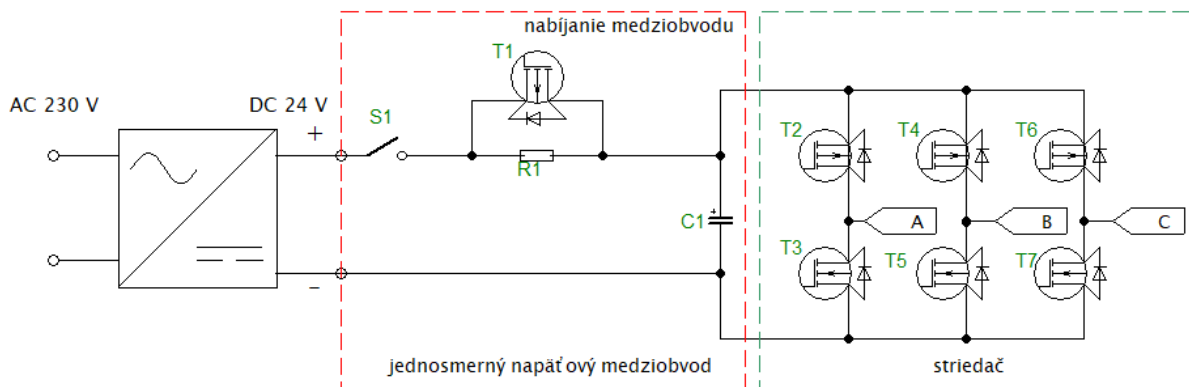 nabíjanie medziobvodu
T1
AC 230 V
DC 24 V
+
S1
R1
T2
T4
T6
C1
+
A
B
C
T3
T5
T7
–
jednosmerný napäťový medziobvod
striedač